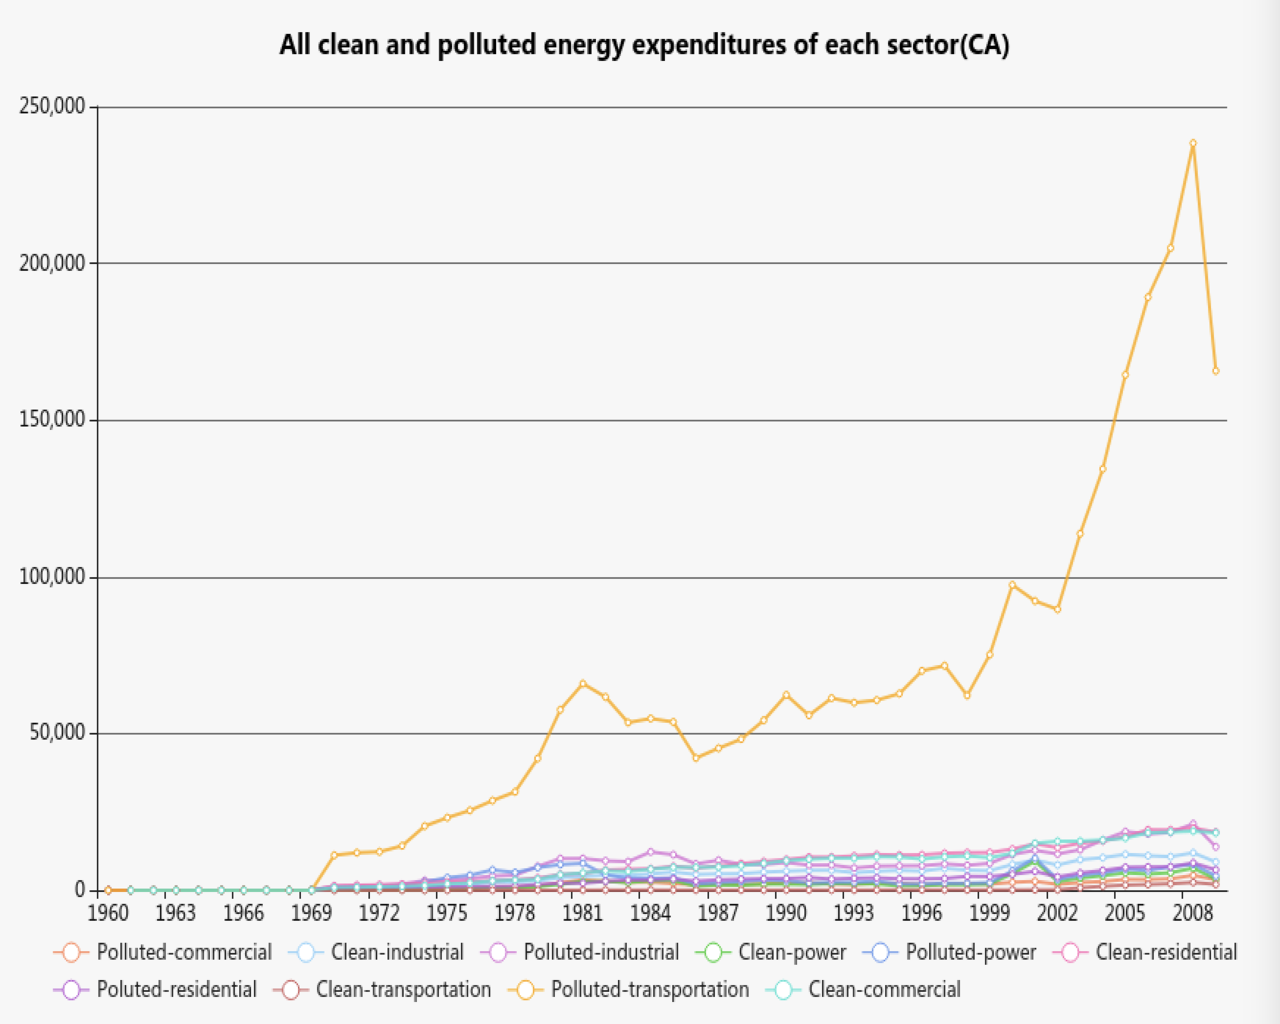 All clean and polluted energy expenditures of each sector(CA)
250,000
200,000
150,000
100,000
50,000
0
1960 1963 1966 1969 1972 1975 1978 1981 1984 1987 1990 1993 1996 1999 2002 2005 2008
Polluted-commercial Clean-industrial Polluted-industrial Clean-power Polluted-power Clean-residential
Poluted-residential Clean-transportation Polluted-transportation Clean-commercial